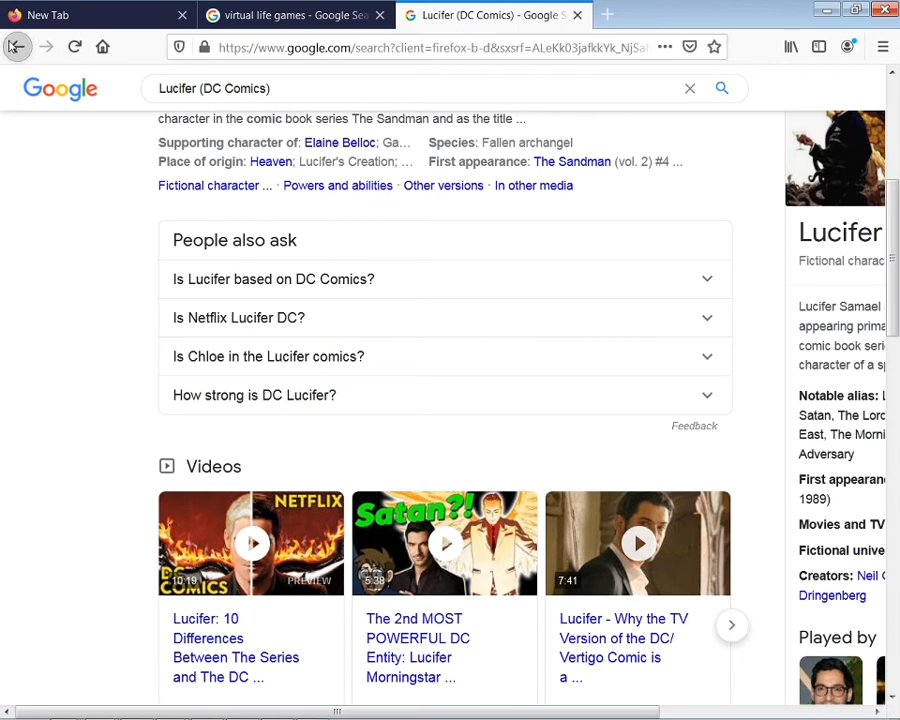 New Tab
virtual life games - Google Sea
Lucifer (DC Comics) - Google S
https://www.google.com/search?client=firefox-b-d&sxsrf=ALeKk03jafkkYk_NjSa
Google
Lucifer (DC Comics)
character in the comic book series The Sandman and as the title ...
Supporting character of: Elaine Belloc; Ga...
Species: Fallen archangel
Place of origin: Heaven; Lucifer's Creation; ...
First appearance: The Sandman (vol. 2) #4 ...
Fictional character ... · Powers and abilities · Other versions · In other media
People also ask
Is Lucifer based on DC Comics?
Is Netflix Lucifer DC?
Is Chloe in the Lucifer comics?
How strong is DC Lucifer?
Feedback
Videos
NETFLIX
DC COMICS
10:19
PREVIEW
Satan?!
5:38
7:41
Lucifer: 10
Differences
Between The Series
and The DC ...
The 2nd MOST
POWERFUL DC
Entity: Lucifer
Morningstar ...
Lucifer - Why the TV
Version of the DC/
Vertigo Comic is
a ...
Lucifer
Fictional charac
Lucifer Samael
appearing prima
comic book seri
character of a s
Notable alias: L
Satan, The Lord
East, The Morni
Adversary
First appearan
1989)
Movies and TV
Fictional unive
Creators: Neil G
Dringenberg
Played by